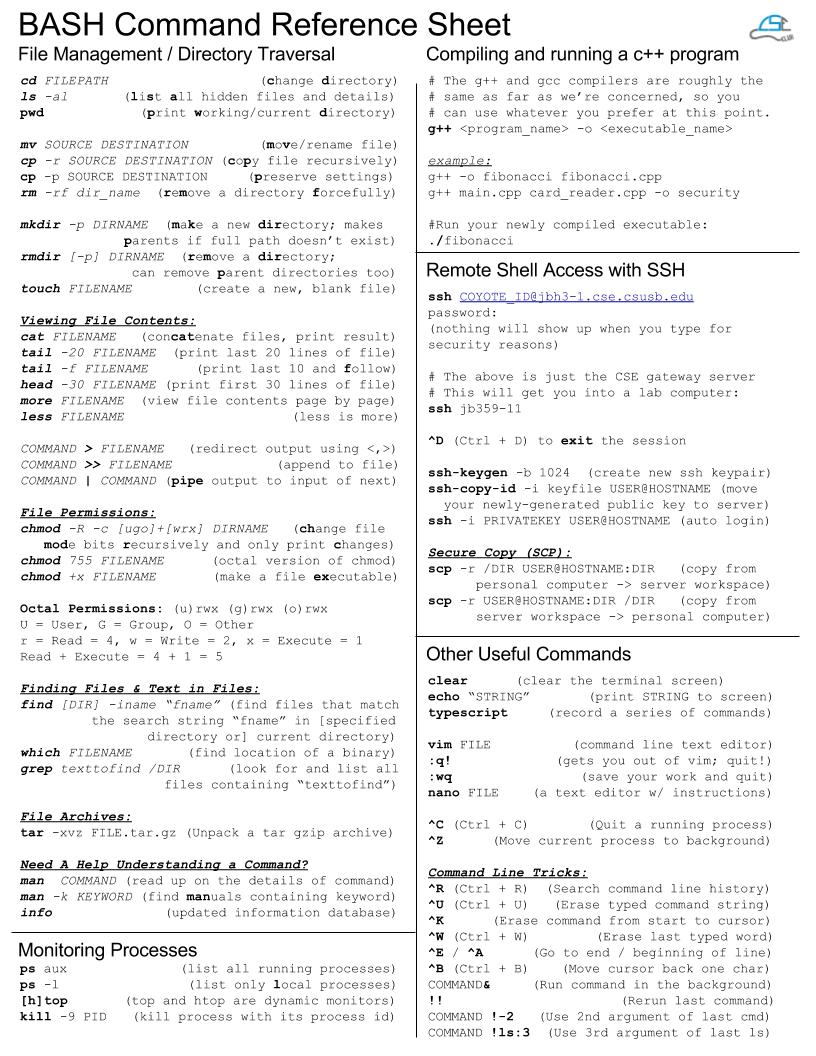 BASH Command Reference Sheet
CSE
CLUB
File Management / Directory Traversal
cd FILEPATH (change directory)
ls -al (list all hidden files and details)
pwd (print working/current directory)
mv SOURCE DESTINATION (move/rename file)
cp -r SOURCE DESTINATION (copy file recursively)
cp -p SOURCE DESTINATION (preserve settings)
rm -rf dir_name (remove a directory forcefully)
mkdir -p DIRNAME (make a new directory; makes
parents if full path doesn’t exist)
rmdir [-p] DIRNAME (remove a directory;
can remove parent directories too)
touch FILENAME (create a new, blank file)
Viewing File Contents:
cat FILENAME (concatenate files, print result)
tail -20 FILENAME (print last 20 lines of file)
tail -f FILENAME (print last 10 and follow)
head -30 FILENAME (print first 30 lines of file)
more FILENAME (view file contents page by page)
less FILENAME (less is more)
COMMAND > FILENAME (redirect output using <,>)
COMMAND >> FILENAME (append to file)
COMMAND | COMMAND (pipe output to input of next)
File Permissions:
chmod -R -c [ugo]+[wrx] DIRNAME (change file
mode bits recursively and only print changes)
chmod 755 FILENAME (octal version of chmod)
chmod +x FILENAME (make a file executable)
Octal Permissions: (u)rwx (g)rwx (o)rwx
U = User, G = Group, O = Other
r = Read = 4, w = Write = 2, x = Execute = 1
Read + Execute = 4 + 1 = 5
Finding Files & Text in Files:
find [DIR] -iname “fname” (find files that match
the search string “fname” in [specified
directory or] current directory)
which FILENAME (find location of a binary)
grep texttofind /DIR (look for and list all
files containing “texttofind”)
File Archives:
tar -xvz FILE.tar.gz (Unpack a tar gzip archive)
Need A Help Understanding a Command?
man COMMAND (read up on the details of command)
man -k KEYWORD (find manuals containing keyword)
info (updated information database)
Monitoring Processes
ps aux (list all running processes)
ps -l (list only local processes)
[h]top (top and htop are dynamic monitors)
kill -9 PID (kill process with its process id)
Compiling and running a c++ program
# The g++ and gcc compilers are roughly the
# same as far as we’re concerned, so you
# can use whatever you prefer at this point.
g++ <program_name> -o <executable_name>
example:
g++ -o fibonacci fibonacci.cpp
g++ main.cpp card_reader.cpp -o security
#Run your newly compiled executable:
./fibonacci
Remote Shell Access with SSH
ssh COYOTE_ID@jbh3-1.cse.csusb.edu
password:
(nothing will show up when you type for
security reasons)
# The above is just the CSE gateway server
# This will get you into a lab computer:
ssh jb359-11
^D (Ctrl + D) to exit the session
ssh-keygen -b 1024 (create new ssh keypair)
ssh-copy-id -i keyfile USER@HOSTNAME (move
your newly-generated public key to server)
ssh -i PRIVATEKEY USER@HOSTNAME (auto login)
Secure Copy (SCP):
scp -r /DIR USER@HOSTNAME:DIR (copy from
personal computer -> server workspace)
scp -r USER@HOSTNAME:DIR /DIR (copy from
server workspace -> personal computer)
Other Useful Commands
clear (clear the terminal screen)
echo “STRING” (print STRING to screen)
typescript (record a series of commands)
vim FILE (command line text editor)
:q! (gets you out of vim; quit!)
:wq (save your work and quit)
nano FILE (a text editor w/ instructions)
^C (Ctrl + C) (Quit a running process)
^Z (Move current process to background)
Command Line Tricks:
^R (Ctrl + R) (Search command line history)
^U (Ctrl + U) (Erase typed command string)
^K (Erase command from start to cursor)
^W (Ctrl + W) (Erase last typed word)
^E / ^A (Go to end / beginning of line)
^B (Ctrl + B) (Move cursor back one char)
COMMAND& (Run command in the background)
!! (Rerun last command)
COMMAND !-2 (Use 2nd argument of last cmd)
COMMAND !ls:3 (Use 3rd argument of last ls)